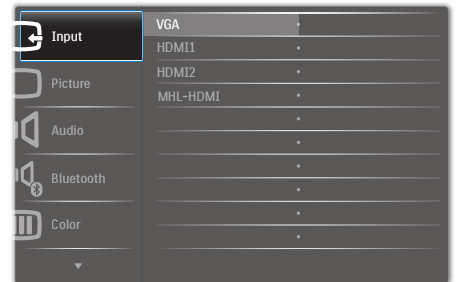 Input
Picture
Audio
Bluetooth
Color
VGA
HDMI1
HDMI2
MHL-HDMI